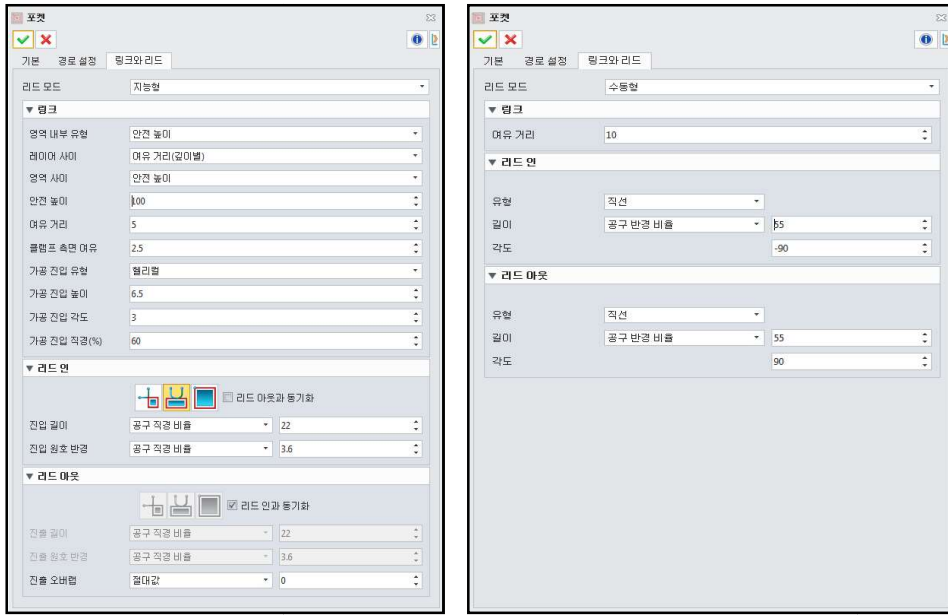 포켓
기본 경로 설정 링크와 리드
리드 모드 지능형
링크
영역 내부 유형 안전 높이
레이어 사이 여유 거리(깊이별)
영역 사이 안전 높이
안전 높이 100
여유 거리 5
클램프 측면 여유 2.5
가공 진입 유형 헬리컬
가공 진입 높이 6.5
가공 진입 각도 3
가공 진입 직경(%) 60
리드 인
리드 아웃과 동기화
진입 길이 공구 직경 비율 22
진입 원호 반경 공구 직경 비율 3.6
리드 아웃
리드 인과 동기화
진출 길이 공구 직경 비율 22
진출 원호 반경 공구 직경 비율 3.6
진출 오버랩 절대값 0
포켓
기본 경로 설정 링크와 리드
리드 모드 수동형
링크
여유 거리 10
리드 인
유형 직선
길이 공구 반경 비율 55
각도 -90
리드 아웃
유형 직선
길이 공구 반경 비율 55
각도 90